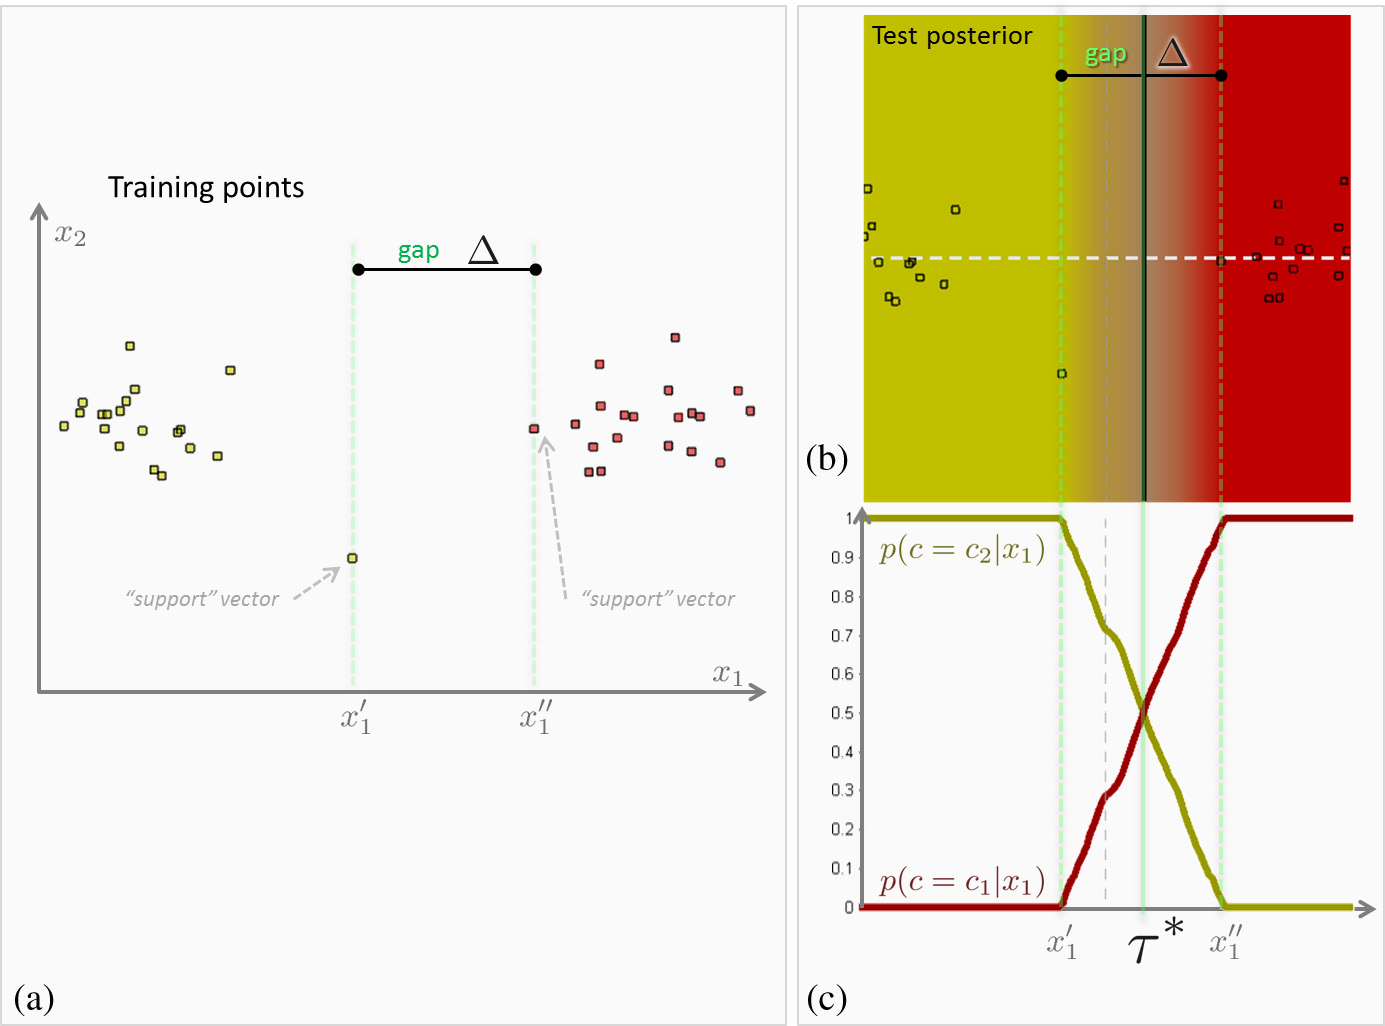 Training points
x₂
gap Δ
"support" vector
"support" vector
x₁
x′₁
x″₁
(a)
Test posterior
gap Δ
(b)
1
p(c = c₂|x₁)
0.9
0.8
0.7
0.6
0.5
0.4
0.3
0.2
0.1
p(c = c₁|x₁)
0
x′₁
τ*
x″₁
(c)